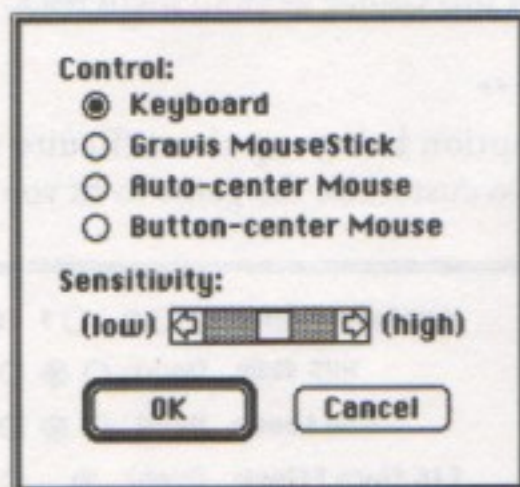 Control:
Keyboard
Gravis MouseStick
Auto-center Mouse
Button-center Mouse
Sensitivity:
(low) (high)
OK Cancel